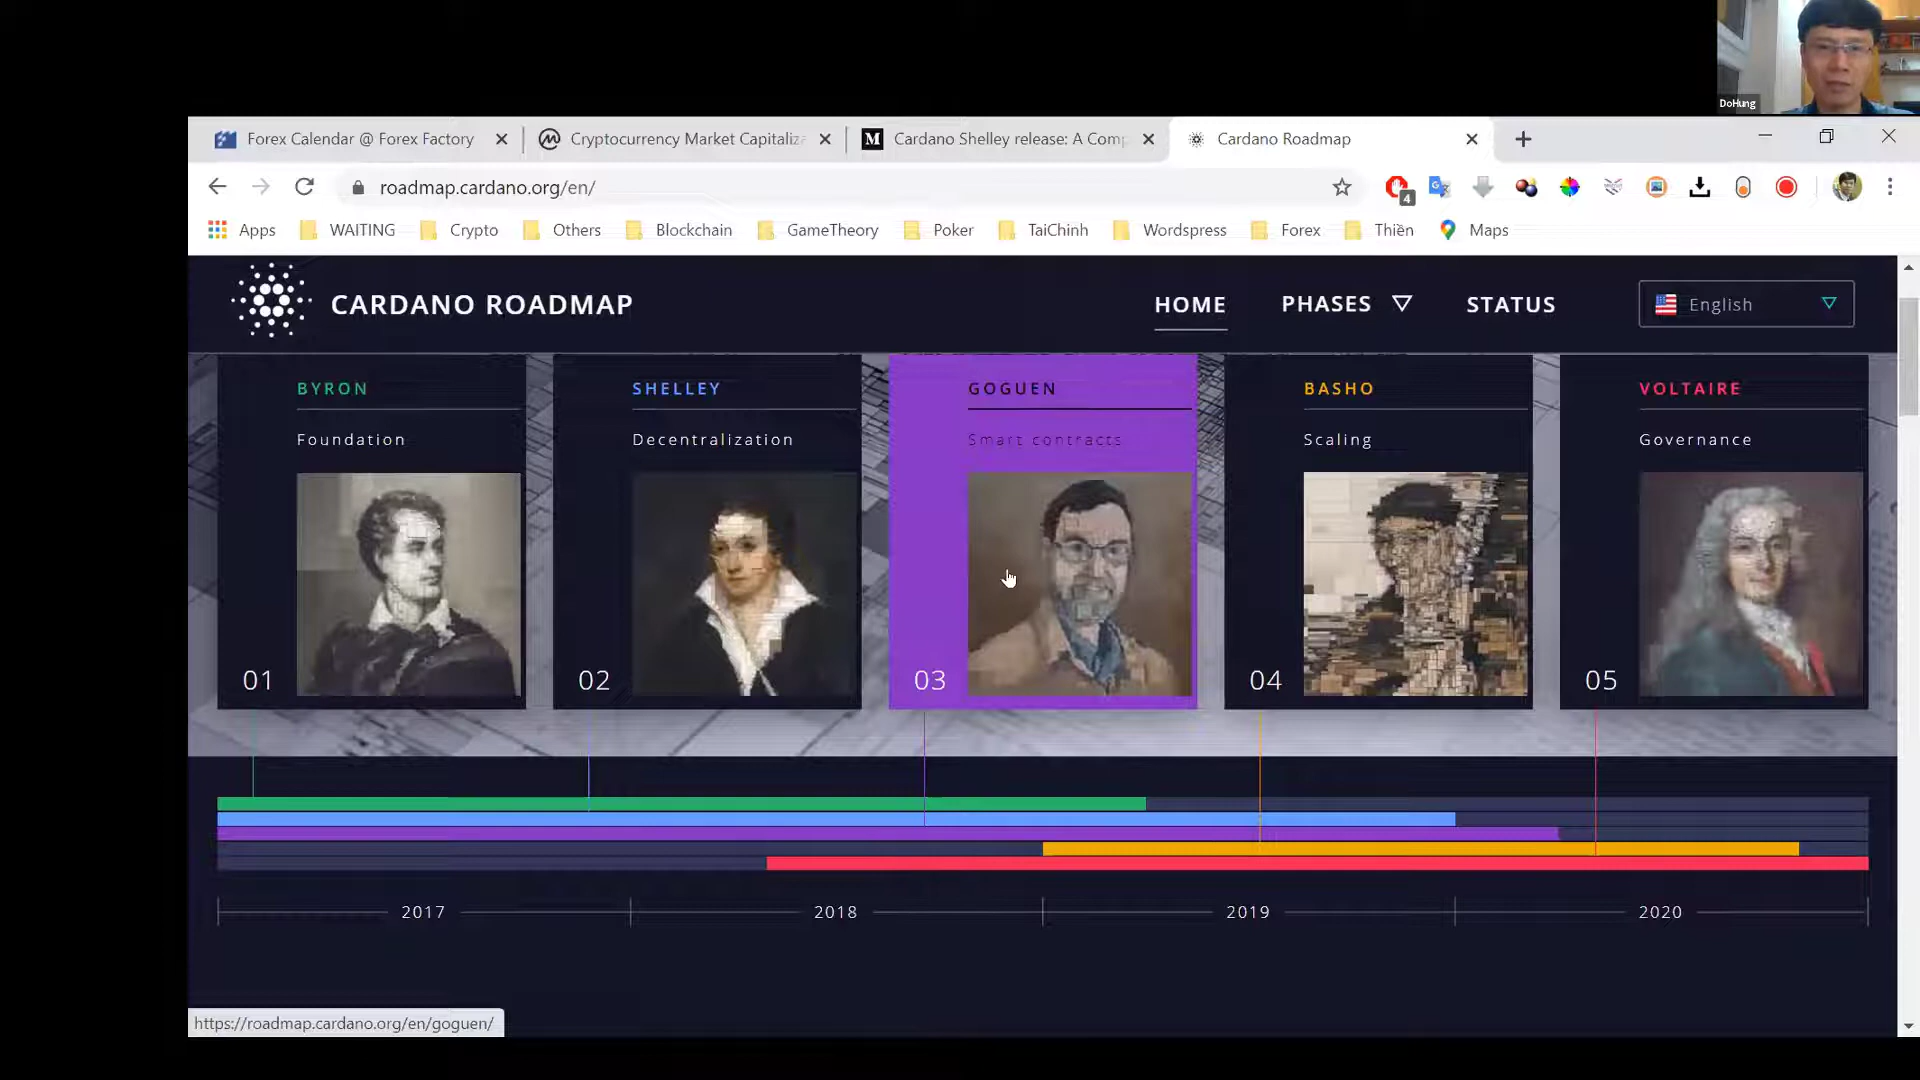 DoHung
Forex Calendar @ Forex Factory
Cryptocurrency Market Capitaliza
Cardano Shelley release: A Comp
Cardano Roadmap
roadmap.cardano.org/en/
4
Apps WAITING Crypto Others Blockchain GameTheory Poker TaiChinh Wordspress Forex Thiền Maps
CARDANO ROADMAP
HOME PHASES STATUS English
BYRON
Foundation
01
SHELLEY
Decentralization
02
GOGUEN
Smart contracts
03
BASHO
Scaling
04
VOLTAIRE
Governance
05
2017 2018 2019 2020
https://roadmap.cardano.org/en/goguen/